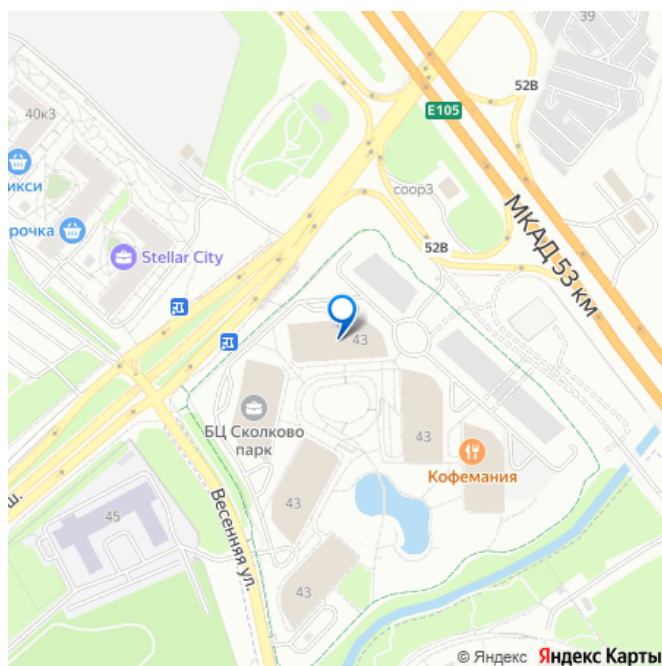 39
52В
E105
40к3
соор3
икси
рочка
Stellar City
52В
МКАД 53 км
43
БЦ Сколково
парк
43
Кофемания
43
45
ш.
Весенняя ул.
43
© Яндекс Яндекс Карты